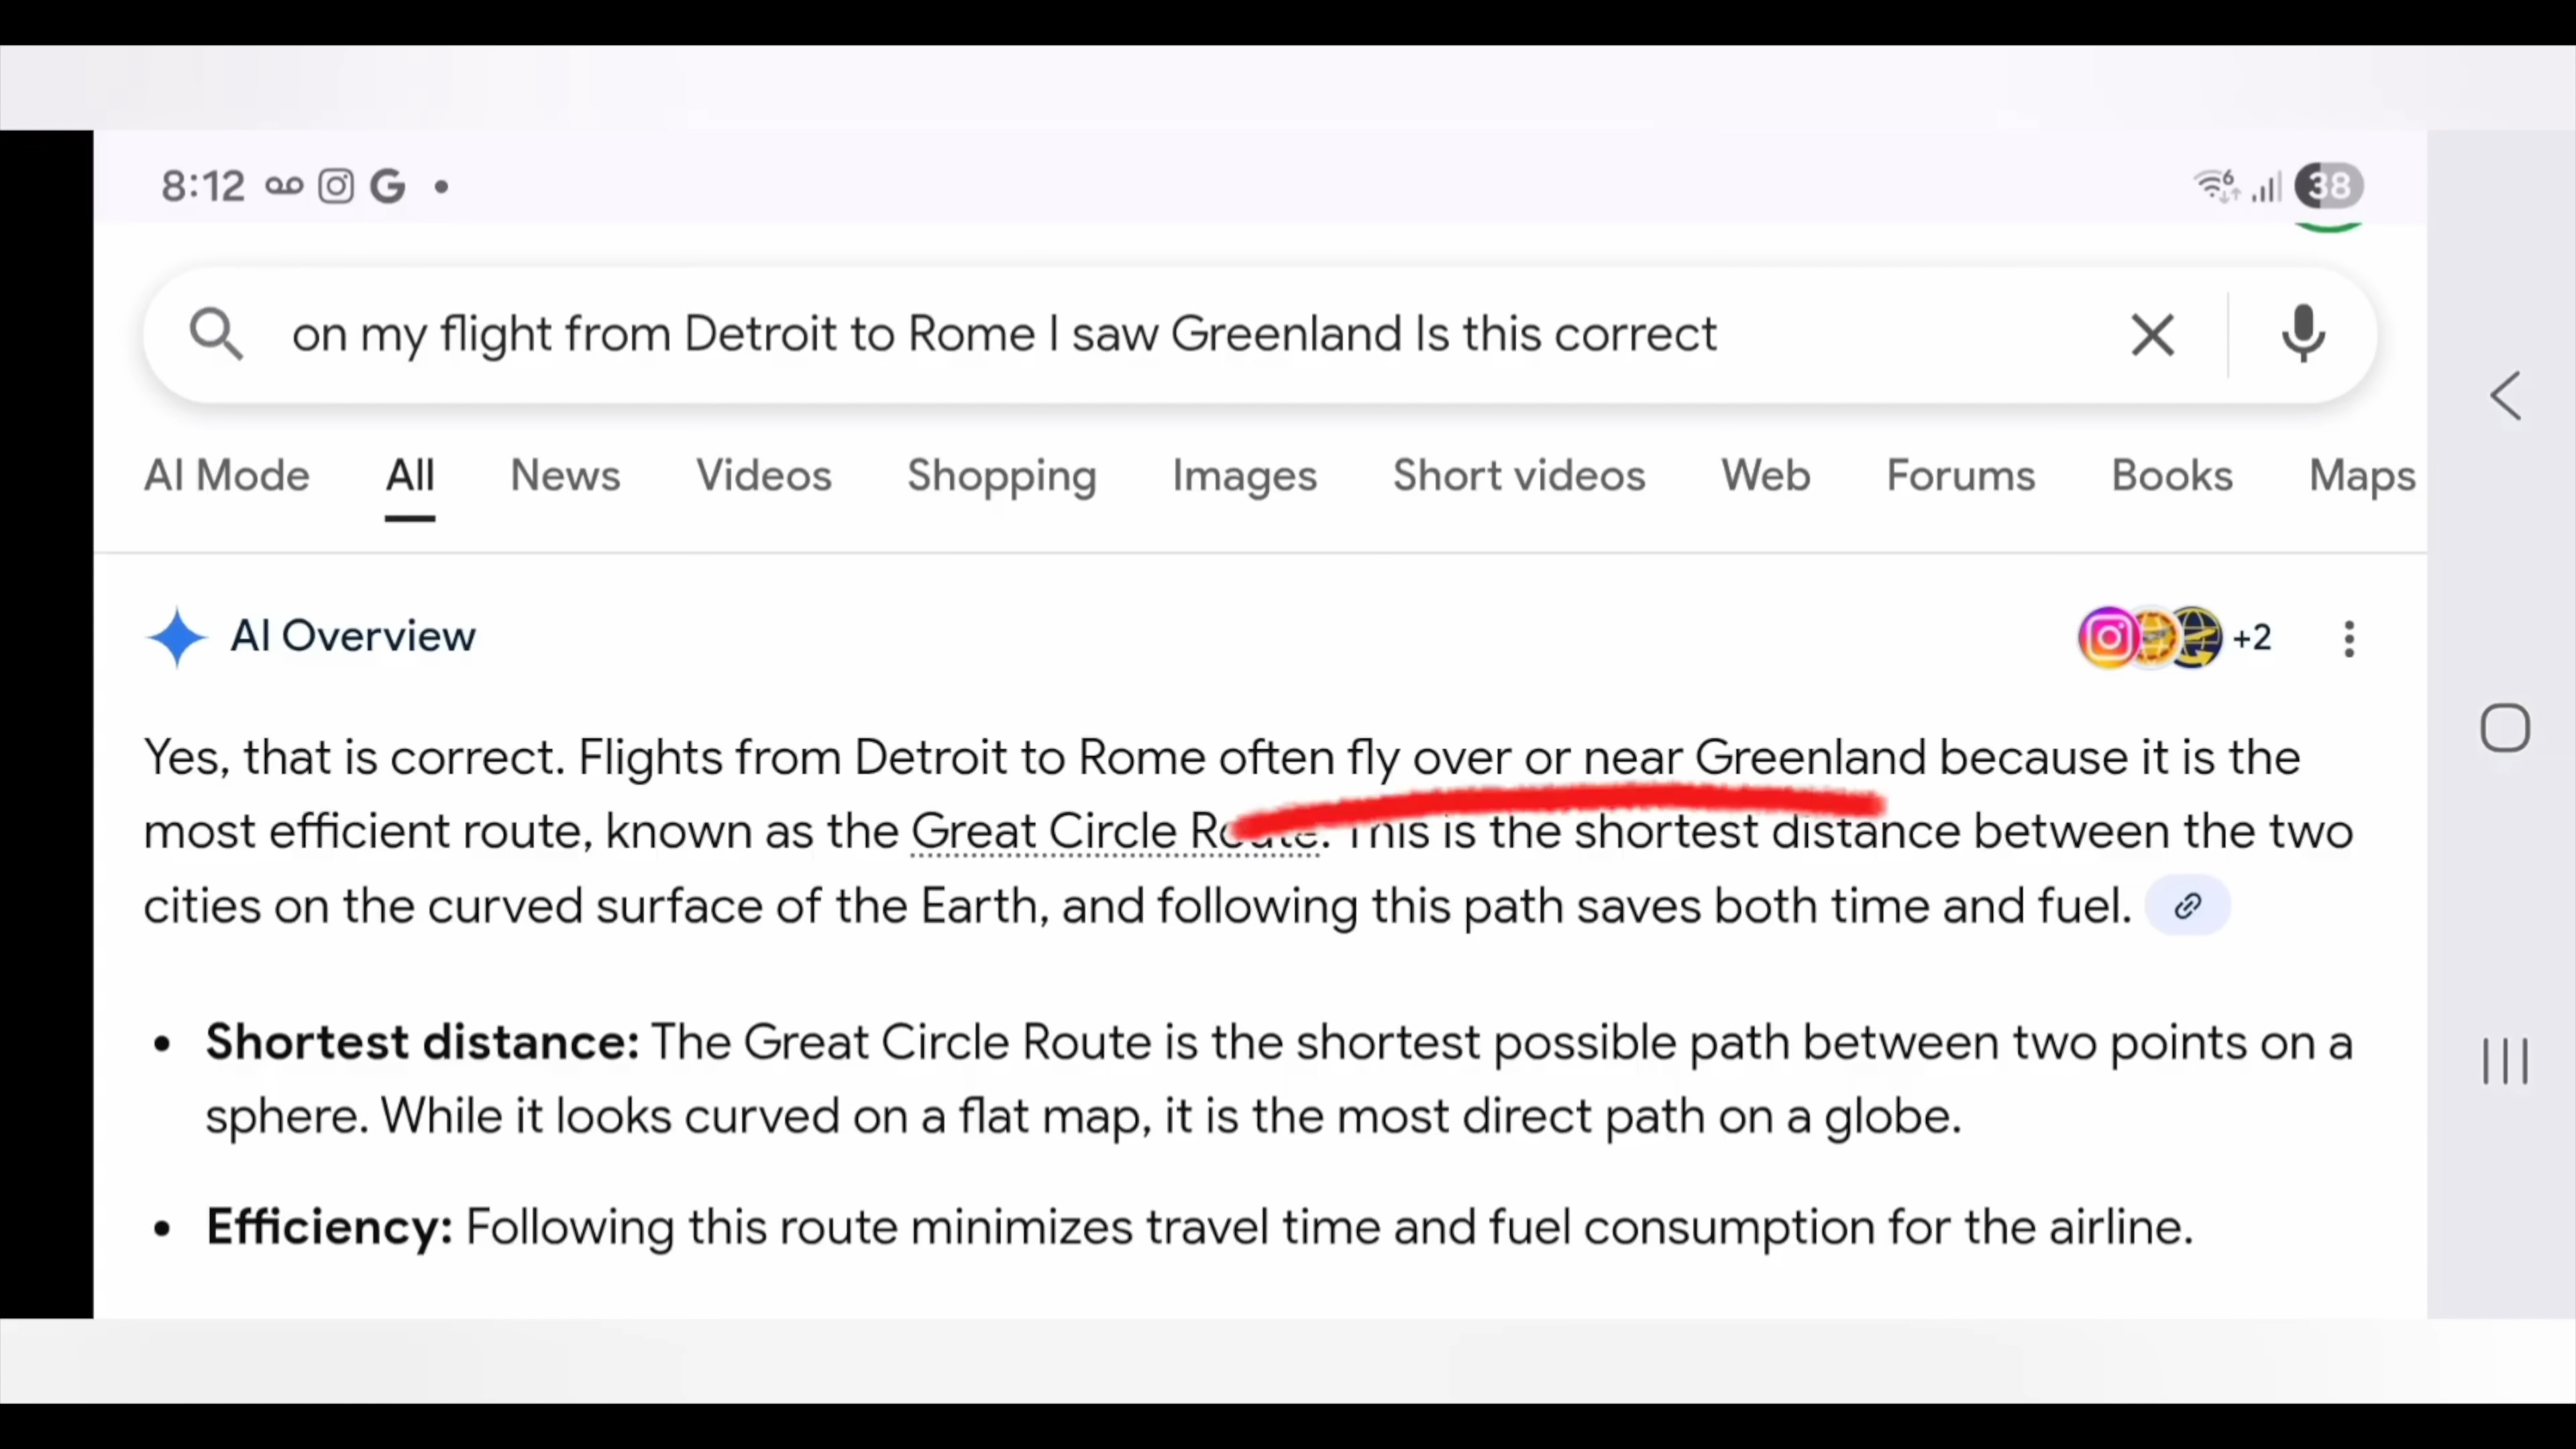 8:12
6
38
on my flight from Detroit to Rome I saw Greenland Is this correct
AI Mode All News Videos Shopping Images Short videos Web Forums Books Maps
AI Overview
+2
Yes, that is correct. Flights from Detroit to Rome often fly over or near Greenland because it is the
most efficient route, known as the Great Circle Route. This is the shortest distance between the two
cities on the curved surface of the Earth, and following this path saves both time and fuel.
• Shortest distance: The Great Circle Route is the shortest possible path between two points on a
sphere. While it looks curved on a flat map, it is the most direct path on a globe.
• Efficiency: Following this route minimizes travel time and fuel consumption for the airline.